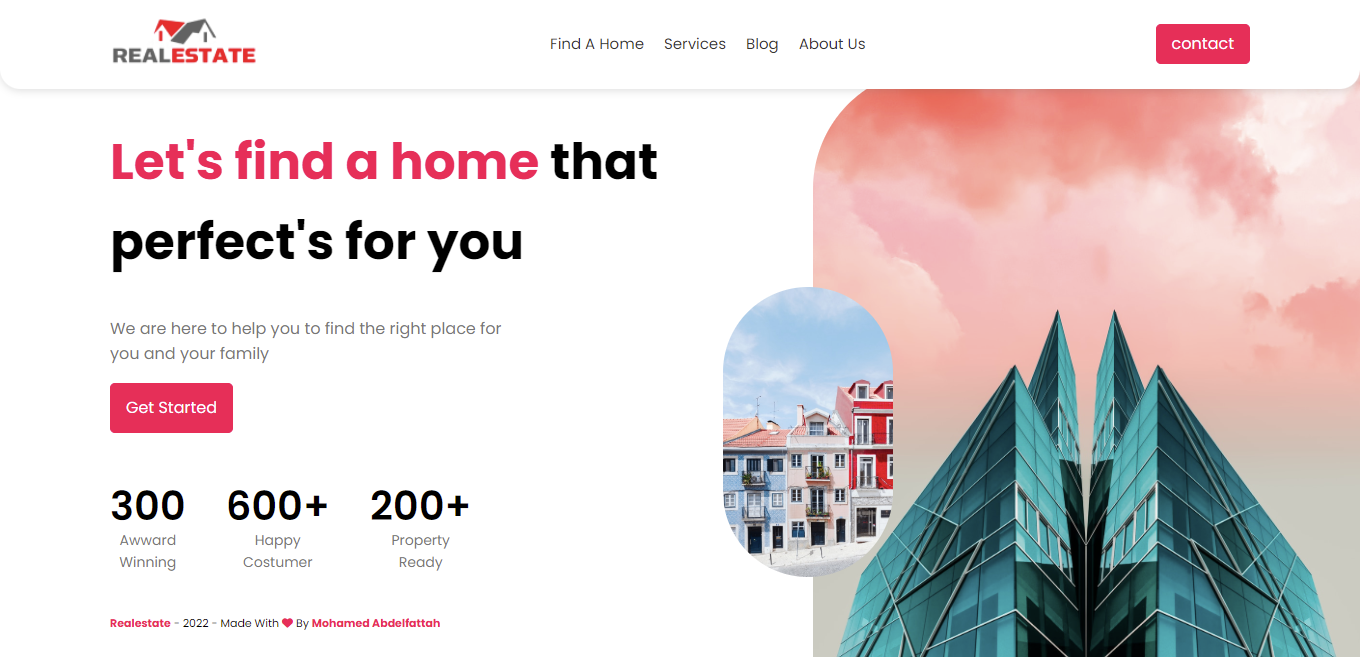 REALESTATE
Find A Home
Services
Blog
About Us
contact
Let's find a home that
perfect's for you
We are here to help you to find the right place for
you and your family
Get Started
300
Awward
Winning
600+
Happy
Costumer
200+
Property
Ready
Realestate - 2022 - Made With ❤ By Mohamed Abdelfattah